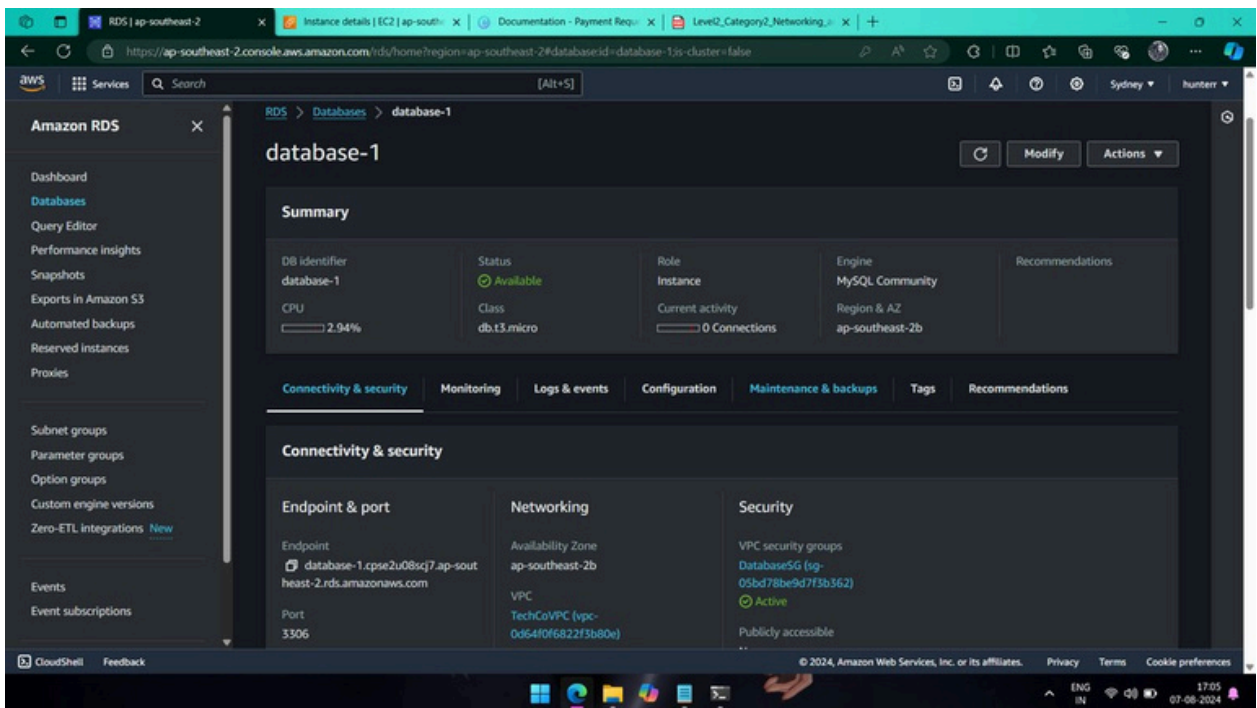 RDS | ap-southeast-2
Instance details | EC2 | ap-south
Documentation - Payment Requ
Level2_Category2_Networking_a
https://ap-southeast-2.console.aws.amazon.com/rds/home?region=ap-southeast-2#database:id=database-1;is-cluster=false
aws
Services
Search
[Alt+S]
Sydney
hunterr
Amazon RDS
Dashboard
Databases
Query Editor
Performance insights
Snapshots
Exports in Amazon S3
Automated backups
Reserved instances
Proxies
Subnet groups
Parameter groups
Option groups
Custom engine versions
Zero-ETL integrations New
Events
Event subscriptions
RDS > Databases > database-1
database-1
Modify
Actions
Summary
DB identifier
database-1
Status
Available
Role
Instance
Engine
MySQL Community
Recommendations
CPU
2.94%
Class
db.t3.micro
Current activity
0 Connections
Region & AZ
ap-southeast-2b
Connectivity & security
Monitoring
Logs & events
Configuration
Maintenance & backups
Tags
Recommendations
Connectivity & security
Endpoint & port
Endpoint
database-1.cpse2u08scj7.ap-sout
heast-2.rds.amazonaws.com
Port
3306
Networking
Availability Zone
ap-southeast-2b
VPC
TechCoVPC (vpc-
0d64f0f6822f3b80e)
Security
VPC security groups
DatabaseSG (sg-
05bd78be9d7f3b362)
Active
Publicly accessible
CloudShell
Feedback
© 2024, Amazon Web Services, Inc. or its affiliates.
Privacy
Terms
Cookie preferences
ENG
IN
17:05
07-08-2024